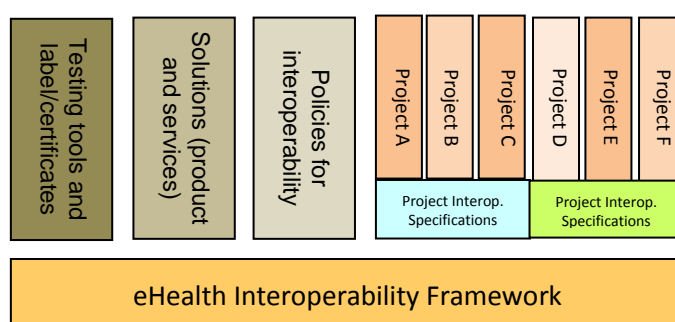 Testing tools and
label/certificates
Solutions (product
and services)
Policies for
interoperability
Project A
Project B
Project C
Project D
Project E
Project F
Project Interop.
Specifications
Project Interop.
Specifications
eHealth Interoperability Framework